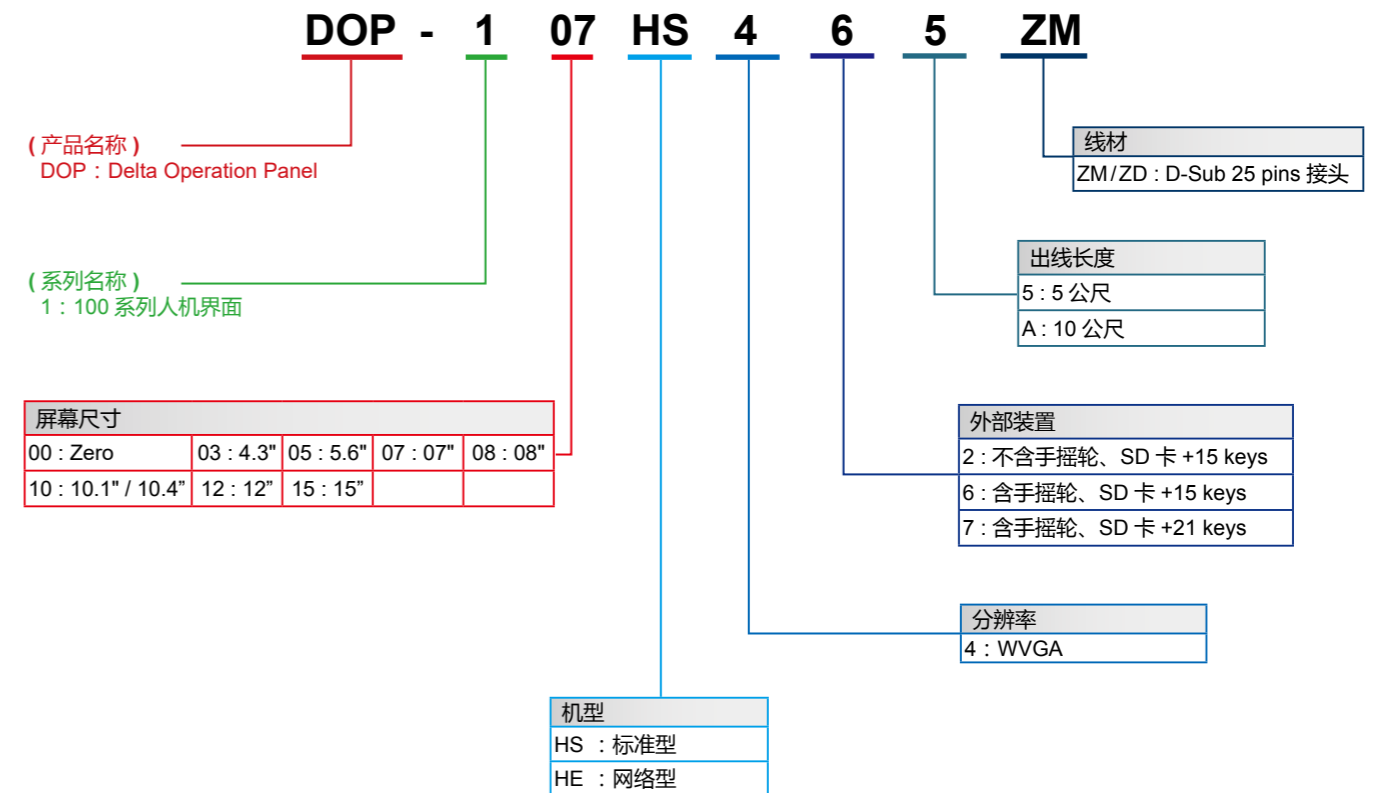 DOP - 1 07 HS 4 6 5 ZM
( 产品名称 )
DOP：Delta Operation Panel
( 系列名称 )
1：100 系列人机界面
屏幕尺寸
00 : Zero 03 : 4.3" 05 : 5.6" 07 : 07" 08 : 08"
10 : 10.1" / 10.4” 12 : 12” 15 : 15”
线材
ZM/ZD : D-Sub 25 pins 接头
出线长度
5 : 5 公尺
A : 10 公尺
外部装置
2 : 不含手摇轮、SD 卡 +15 keys
6 : 含手摇轮、SD 卡 +15 keys
7 : 含手摇轮、SD 卡 +21 keys
分辨率
4：WVGA
机型
HS ：标准型
HE ：网络型